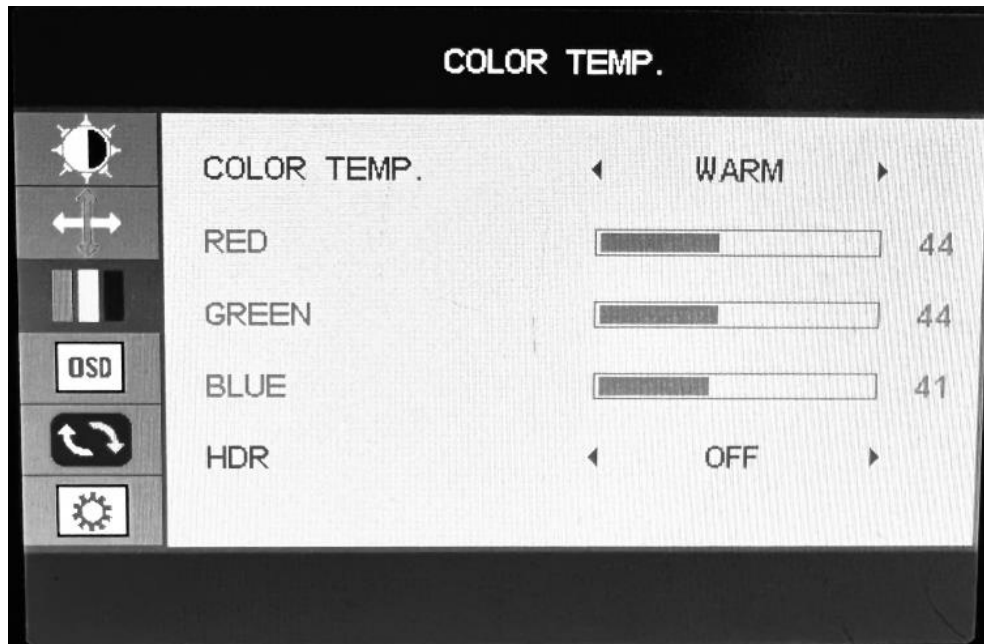 COLOR TEMP.
COLOR TEMP. WARM
RED 44
GREEN 44
OSD
BLUE 41
HDR OFF